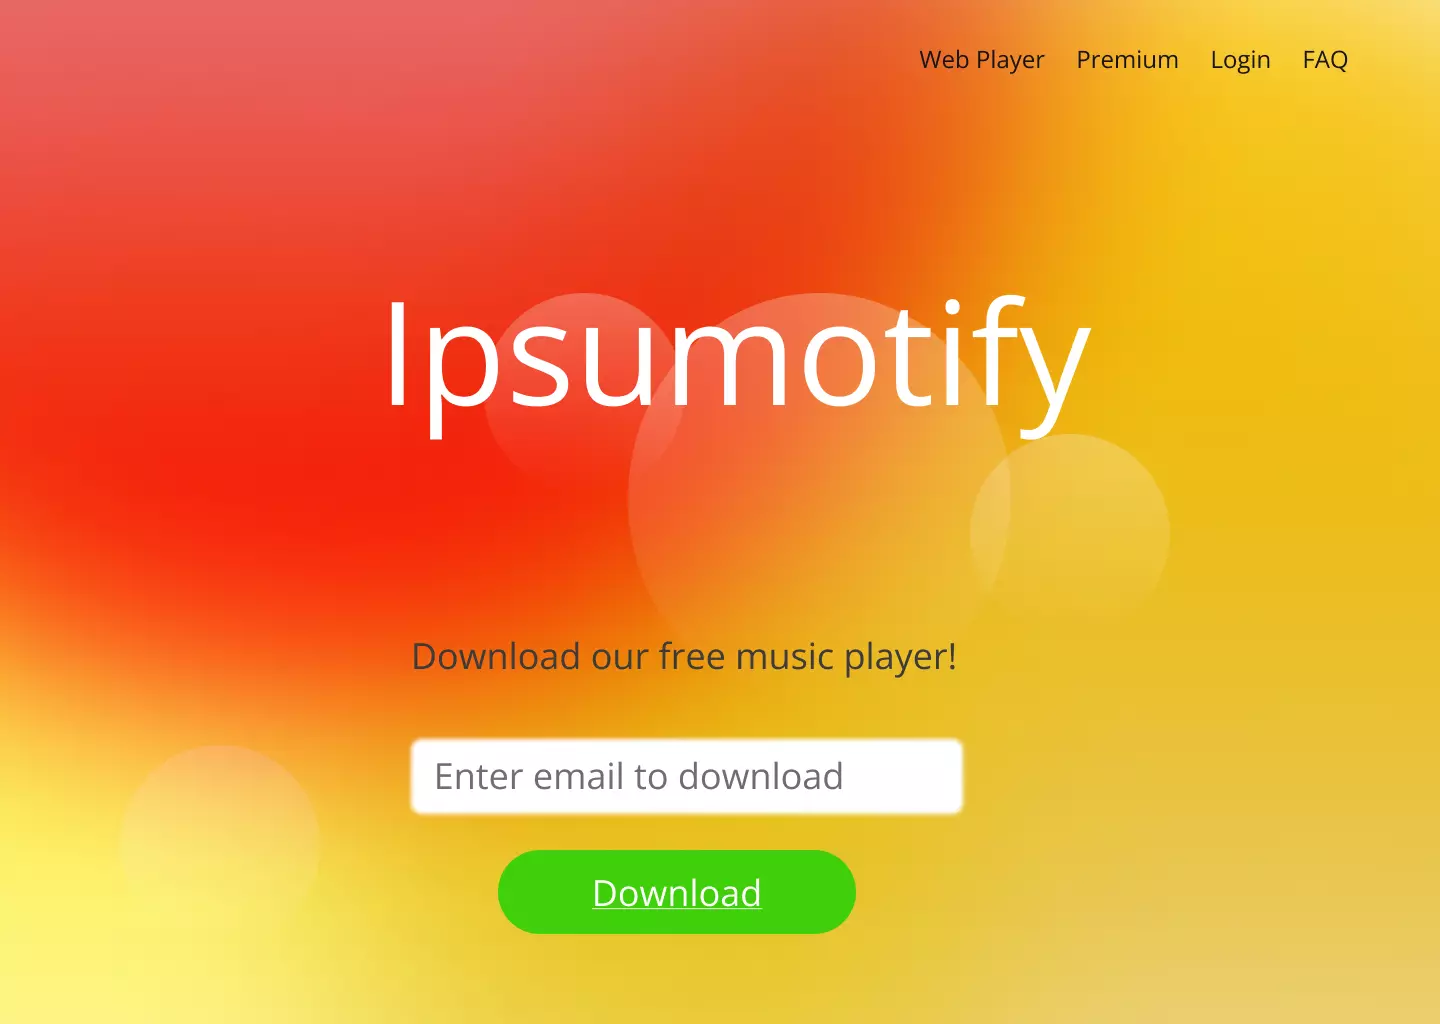 Web Player Premium Login FAQ
Ipsumotify
Download our free music player!
Enter email to download
Download